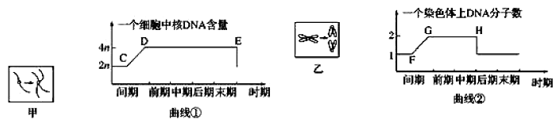 一个细胞中核DNA含量
4n
2n
C
D
E
间期 前期 中期 后期 末期 时期
曲线①
甲
乙
一个染色体上DNA分子数
2
1
G
H
F
间期 前期 中期 后期 末期 时期
曲线②